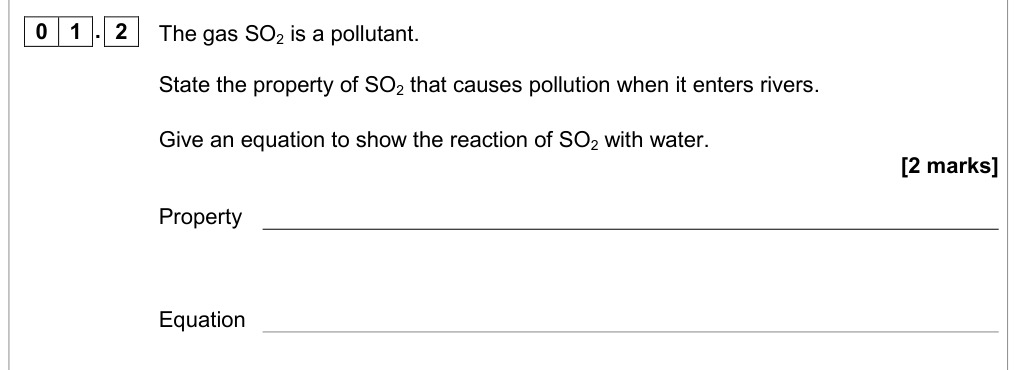 0 1 . 2 The gas SO₂ is a pollutant.
State the property of SO₂ that causes pollution when it enters rivers.
Give an equation to show the reaction of SO₂ with water.
[2 marks]
Property
Equation